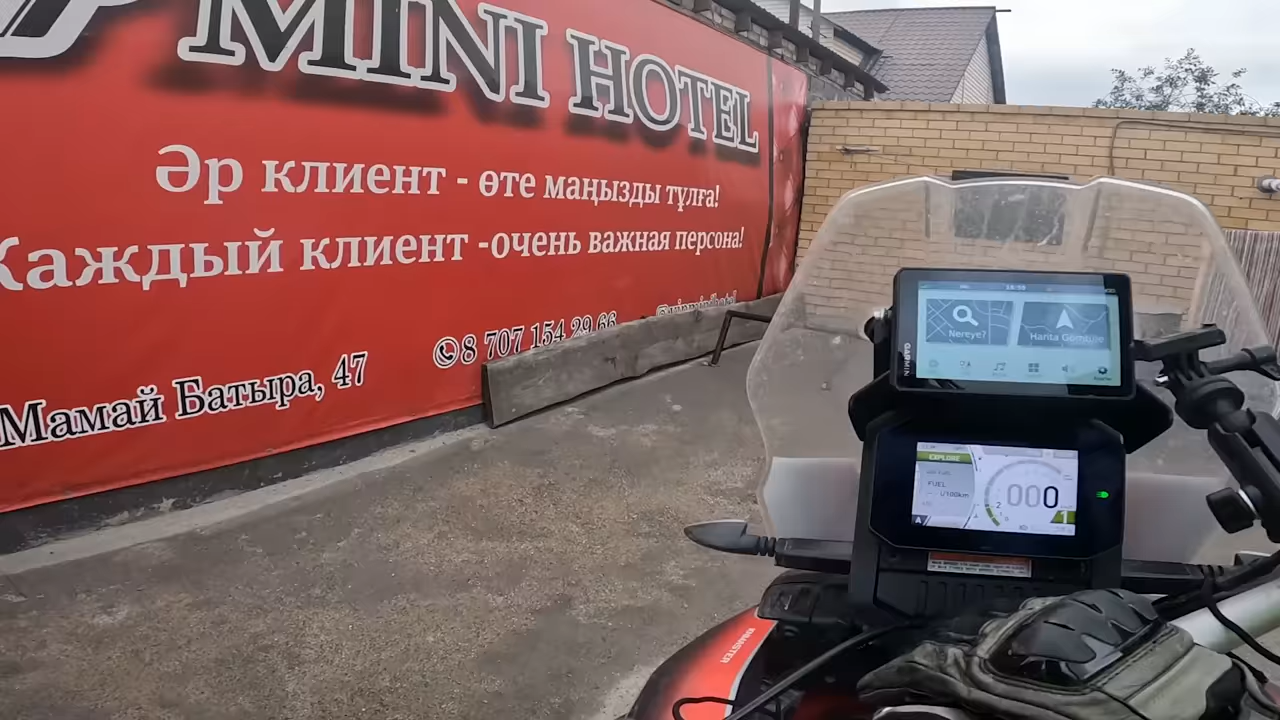 MINI HOTEL
Әр клиент - өте маңызды тұлға!
Каждый клиент -очень важная персона!
8 707 154 29 66
Мамай Батыра, 47
GARMIN
Nereye?
Harita Görüntüle
EXPLORE
FUEL
l/100km
000